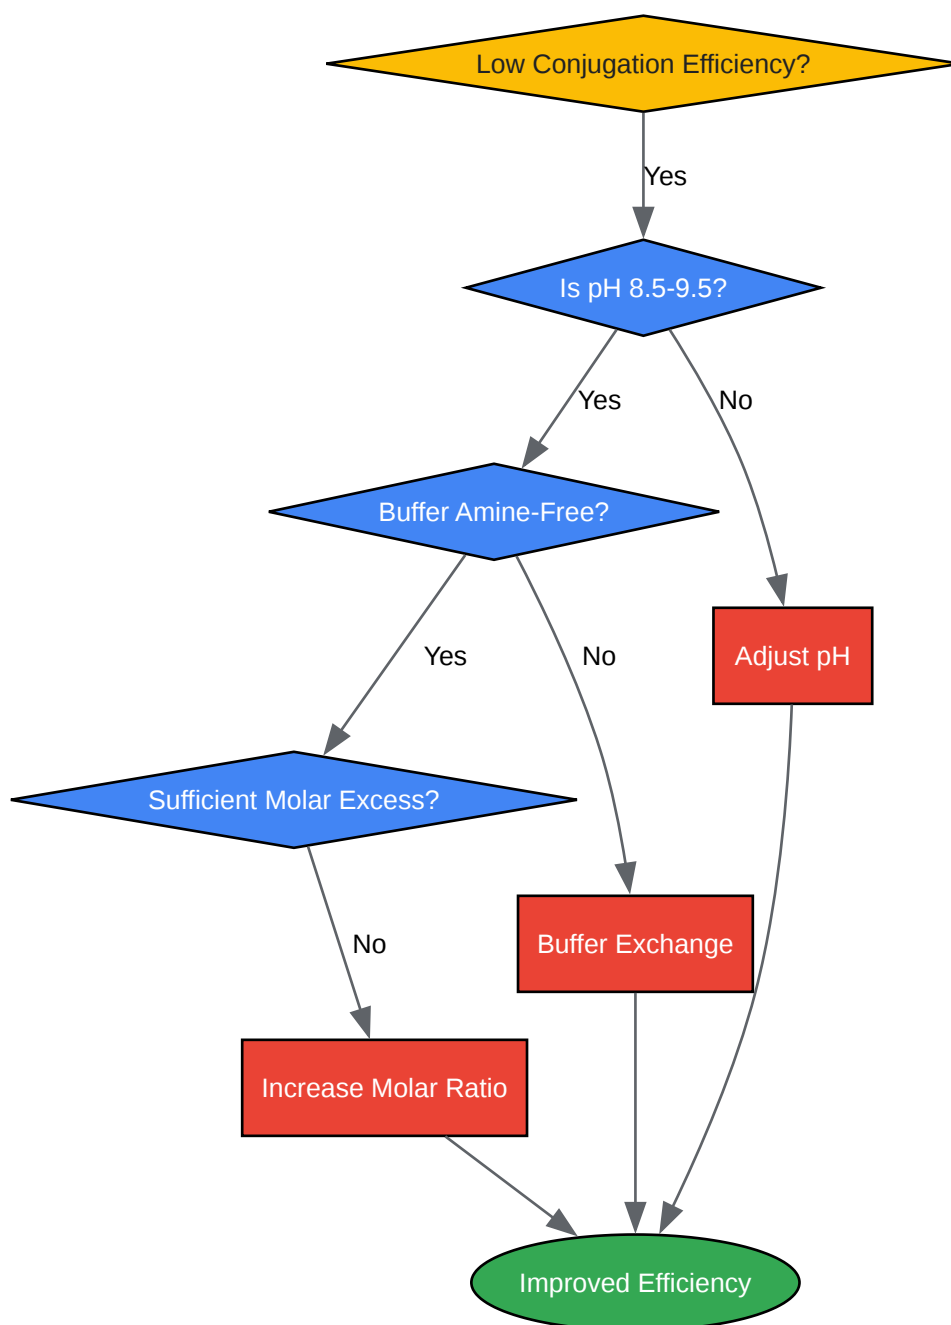 Low Conjugation Efficiency?
Yes
Is pH 8.5-9.5?
Yes
No
Buffer Amine-Free?
Yes
No
Adjust pH
Sufficient Molar Excess?
No
Buffer Exchange
Increase Molar Ratio
Improved Efficiency